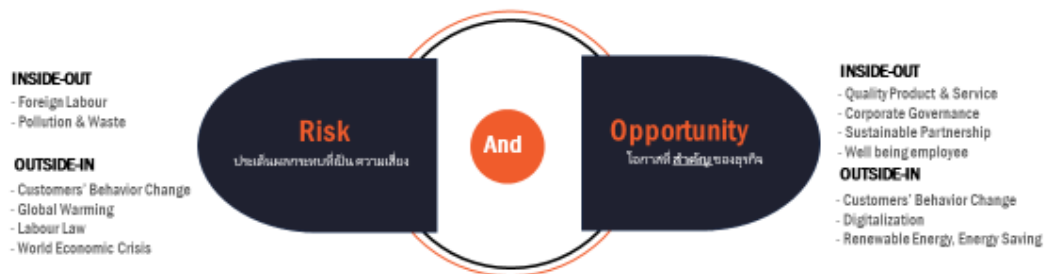 INSIDE-OUT
- Foreign Labour
- Pollution & Waste
OUTSIDE-IN
- Customers' Behavior Change
- Global Warming
- Labour Law
- World Economic Crisis
Risk
ประเด็นผลกระทบที่เป็น ความเสี่ยง
And
Opportunity
โอกาสที่ สำคัญ ของธุรกิจ
INSIDE-OUT
- Quality Product & Service
- Corporate Governance
- Sustainable Partnership
- Well being employee
OUTSIDE-IN
- Customers' Behavior Change
- Digitalization
- Renewable Energy, Energy Saving